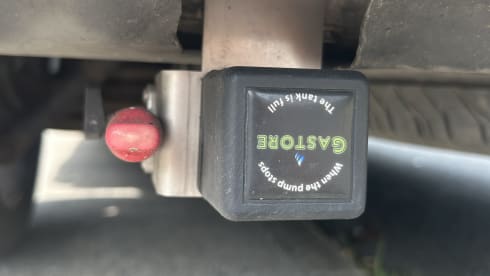 When the pump stops
GASTORE
The tank is full